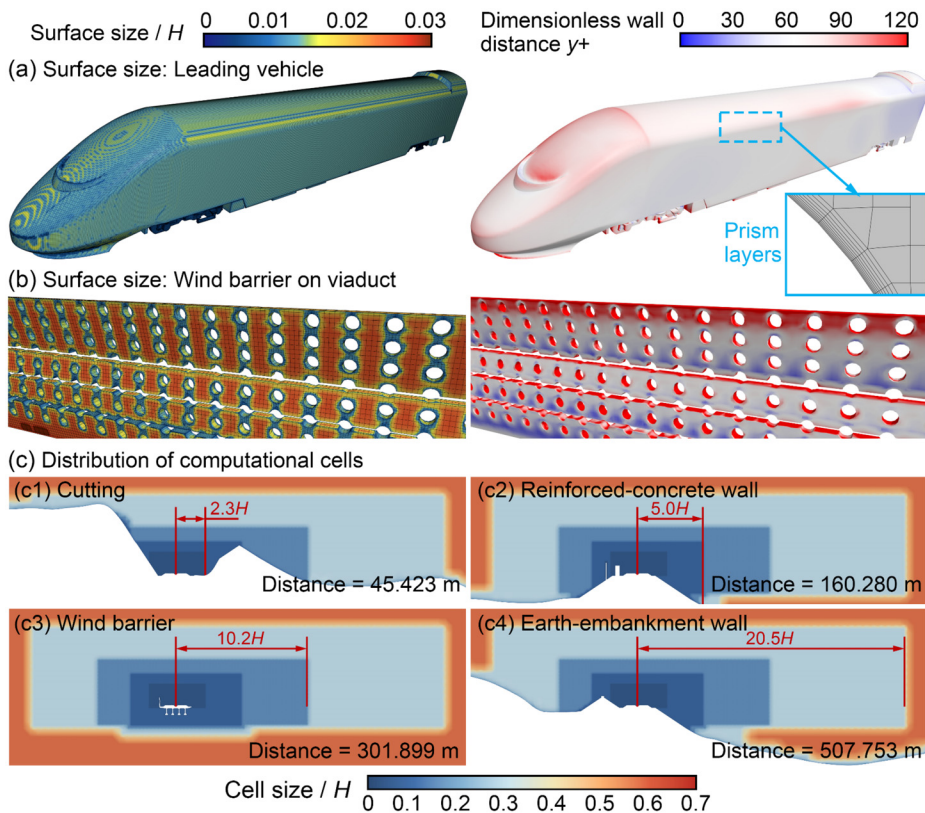 Surface size / H
0 0.01 0.02 0.03
Dimensionless wall
distance y+
0 30 60 90 120
(a) Surface size: Leading vehicle
Prism
layers
(b) Surface size: Wind barrier on viaduct
(c) Distribution of computational cells
(c1) Cutting
2.3H
Distance = 45.423 m
(c2) Reinforced-concrete wall
5.0H
Distance = 160.280 m
(c3) Wind barrier
10.2H
Distance = 301.899 m
(c4) Earth-embankment wall
20.5H
Distance = 507.753 m
Cell size / H
0 0.1 0.2 0.3 0.4 0.5 0.6 0.7